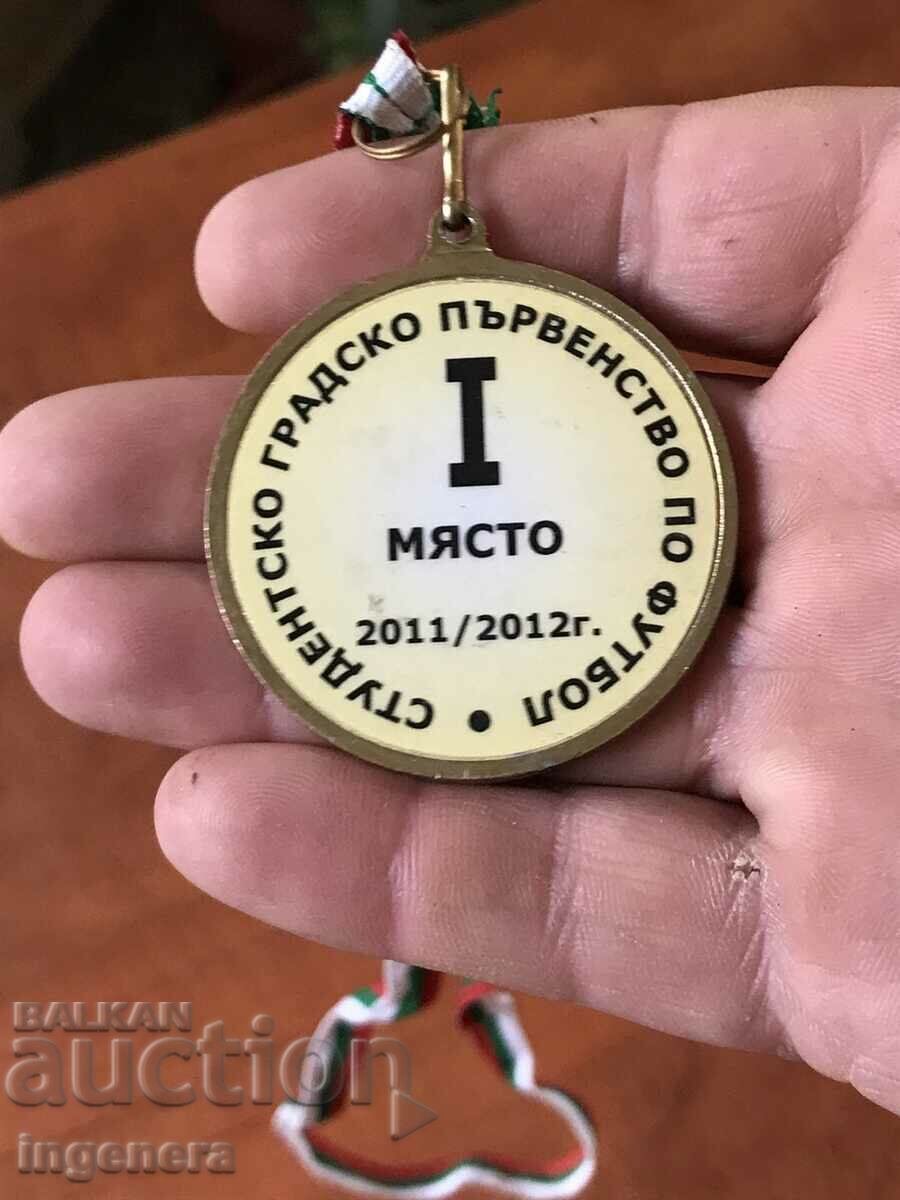 СТУДЕНТСКО ГРАДСКО ПЪРВЕНСТВО ПО ФУТБОЛ •
I
МЯСТО
2011/2012г.
BALKAN
auction
ingenera